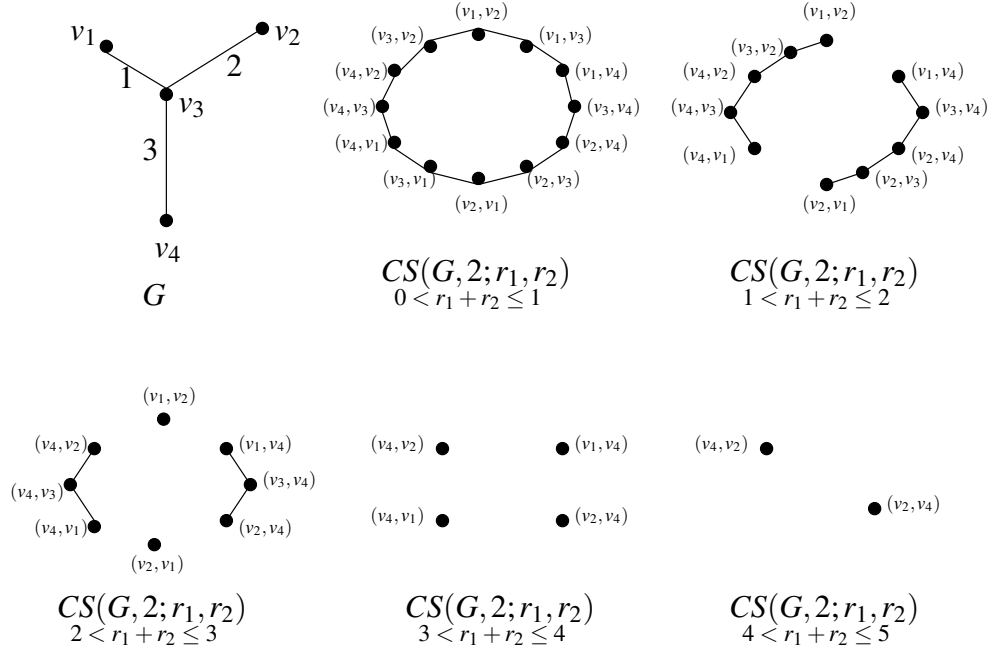 v₁
v₂
1
2
v₃
3
v₄
G
(v₁,v₂)
(v₃,v₂)
(v₁,v₃)
(v₄,v₂)
(v₁,v₄)
(v₄,v₃)
(v₃,v₄)
(v₄,v₁)
(v₂,v₄)
(v₃,v₁)
(v₂,v₃)
(v₂,v₁)
CS(G,2;r₁,r₂)
0 < r₁ + r₂ ≤ 1
(v₁,v₂)
(v₃,v₂)
(v₄,v₂)
(v₁,v₄)
(v₄,v₃)
(v₃,v₄)
(v₄,v₁)
(v₂,v₄)
(v₂,v₃)
(v₂,v₁)
CS(G,2;r₁,r₂)
1 < r₁ + r₂ ≤ 2
(v₁,v₂)
(v₄,v₂)
(v₁,v₄)
(v₄,v₃)
(v₃,v₄)
(v₄,v₁)
(v₂,v₄)
(v₂,v₁)
CS(G,2;r₁,r₂)
2 < r₁ + r₂ ≤ 3
(v₄,v₂)
(v₁,v₄)
(v₄,v₁)
(v₂,v₄)
CS(G,2;r₁,r₂)
3 < r₁ + r₂ ≤ 4
(v₄,v₂)
(v₂,v₄)
CS(G,2;r₁,r₂)
4 < r₁ + r₂ ≤ 5